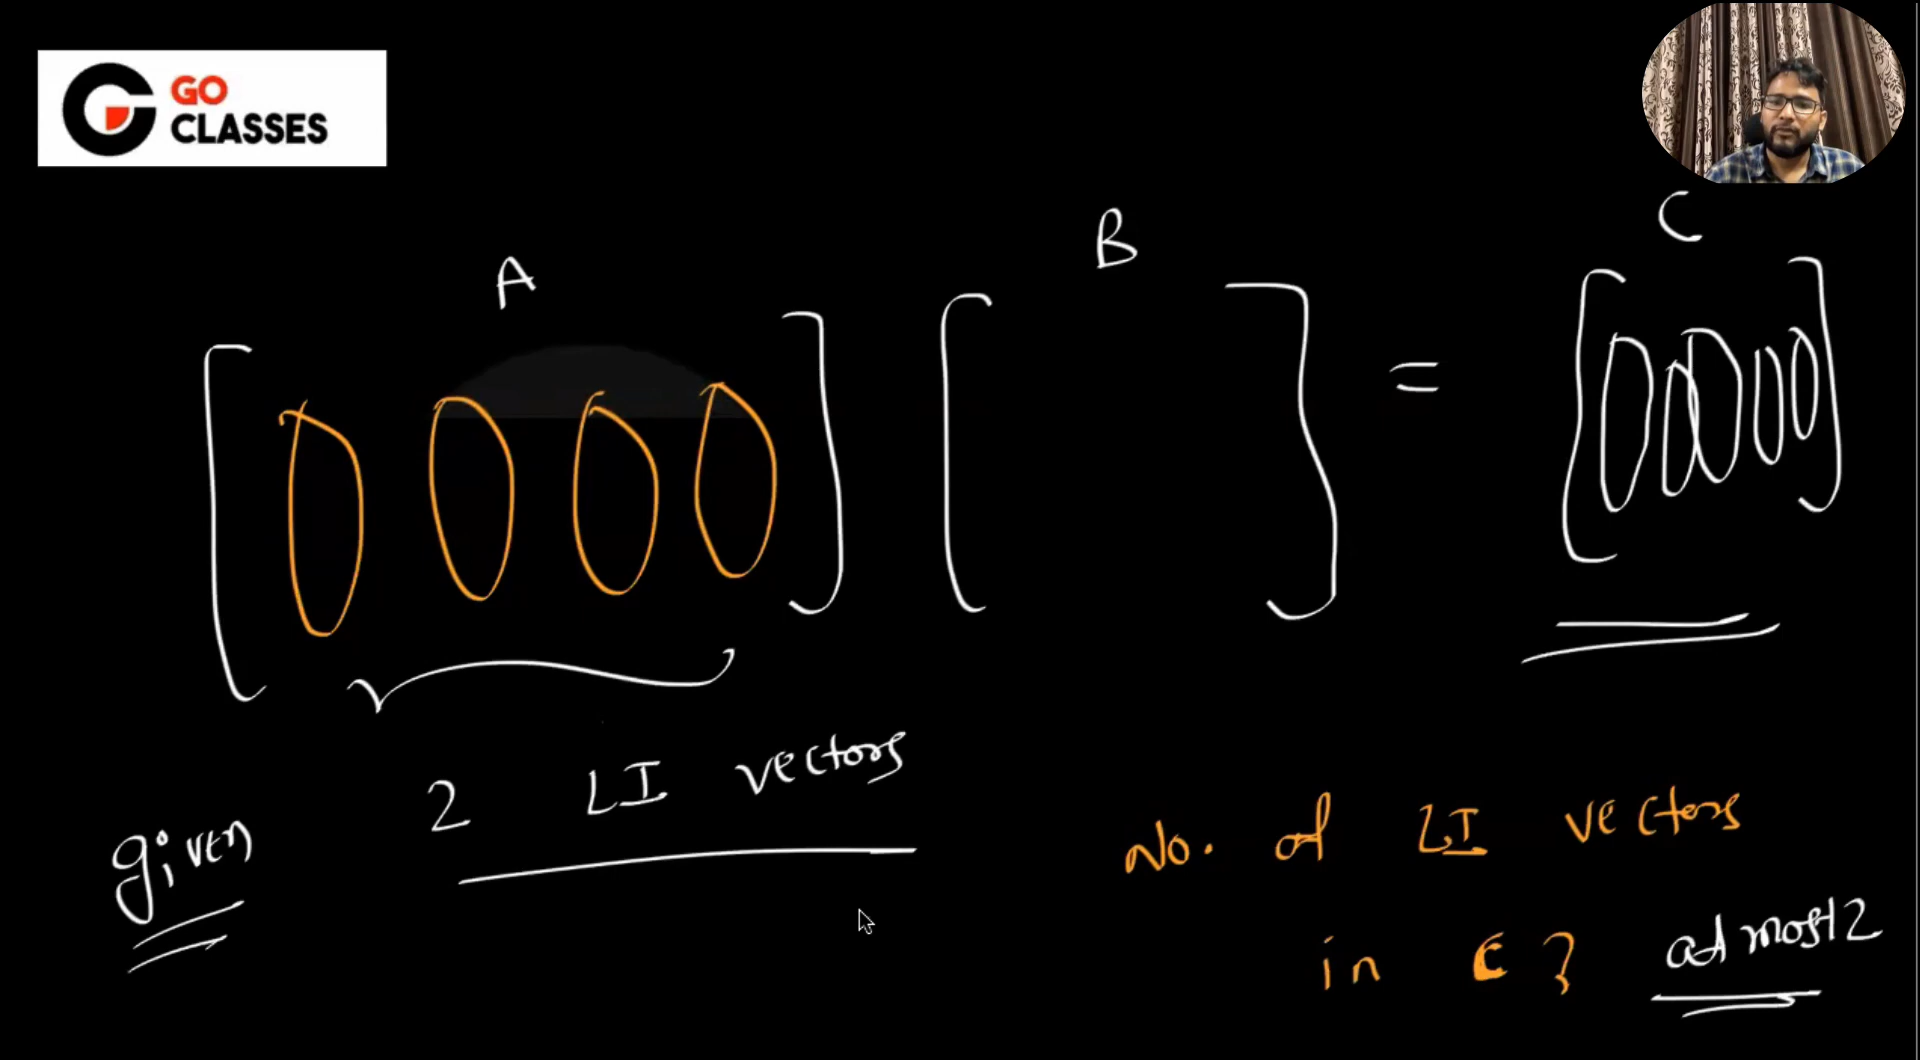 GO
CLASSES
A
B
C
=
given 2 LI vectors
No. of LI vectors
in C ? at most 2